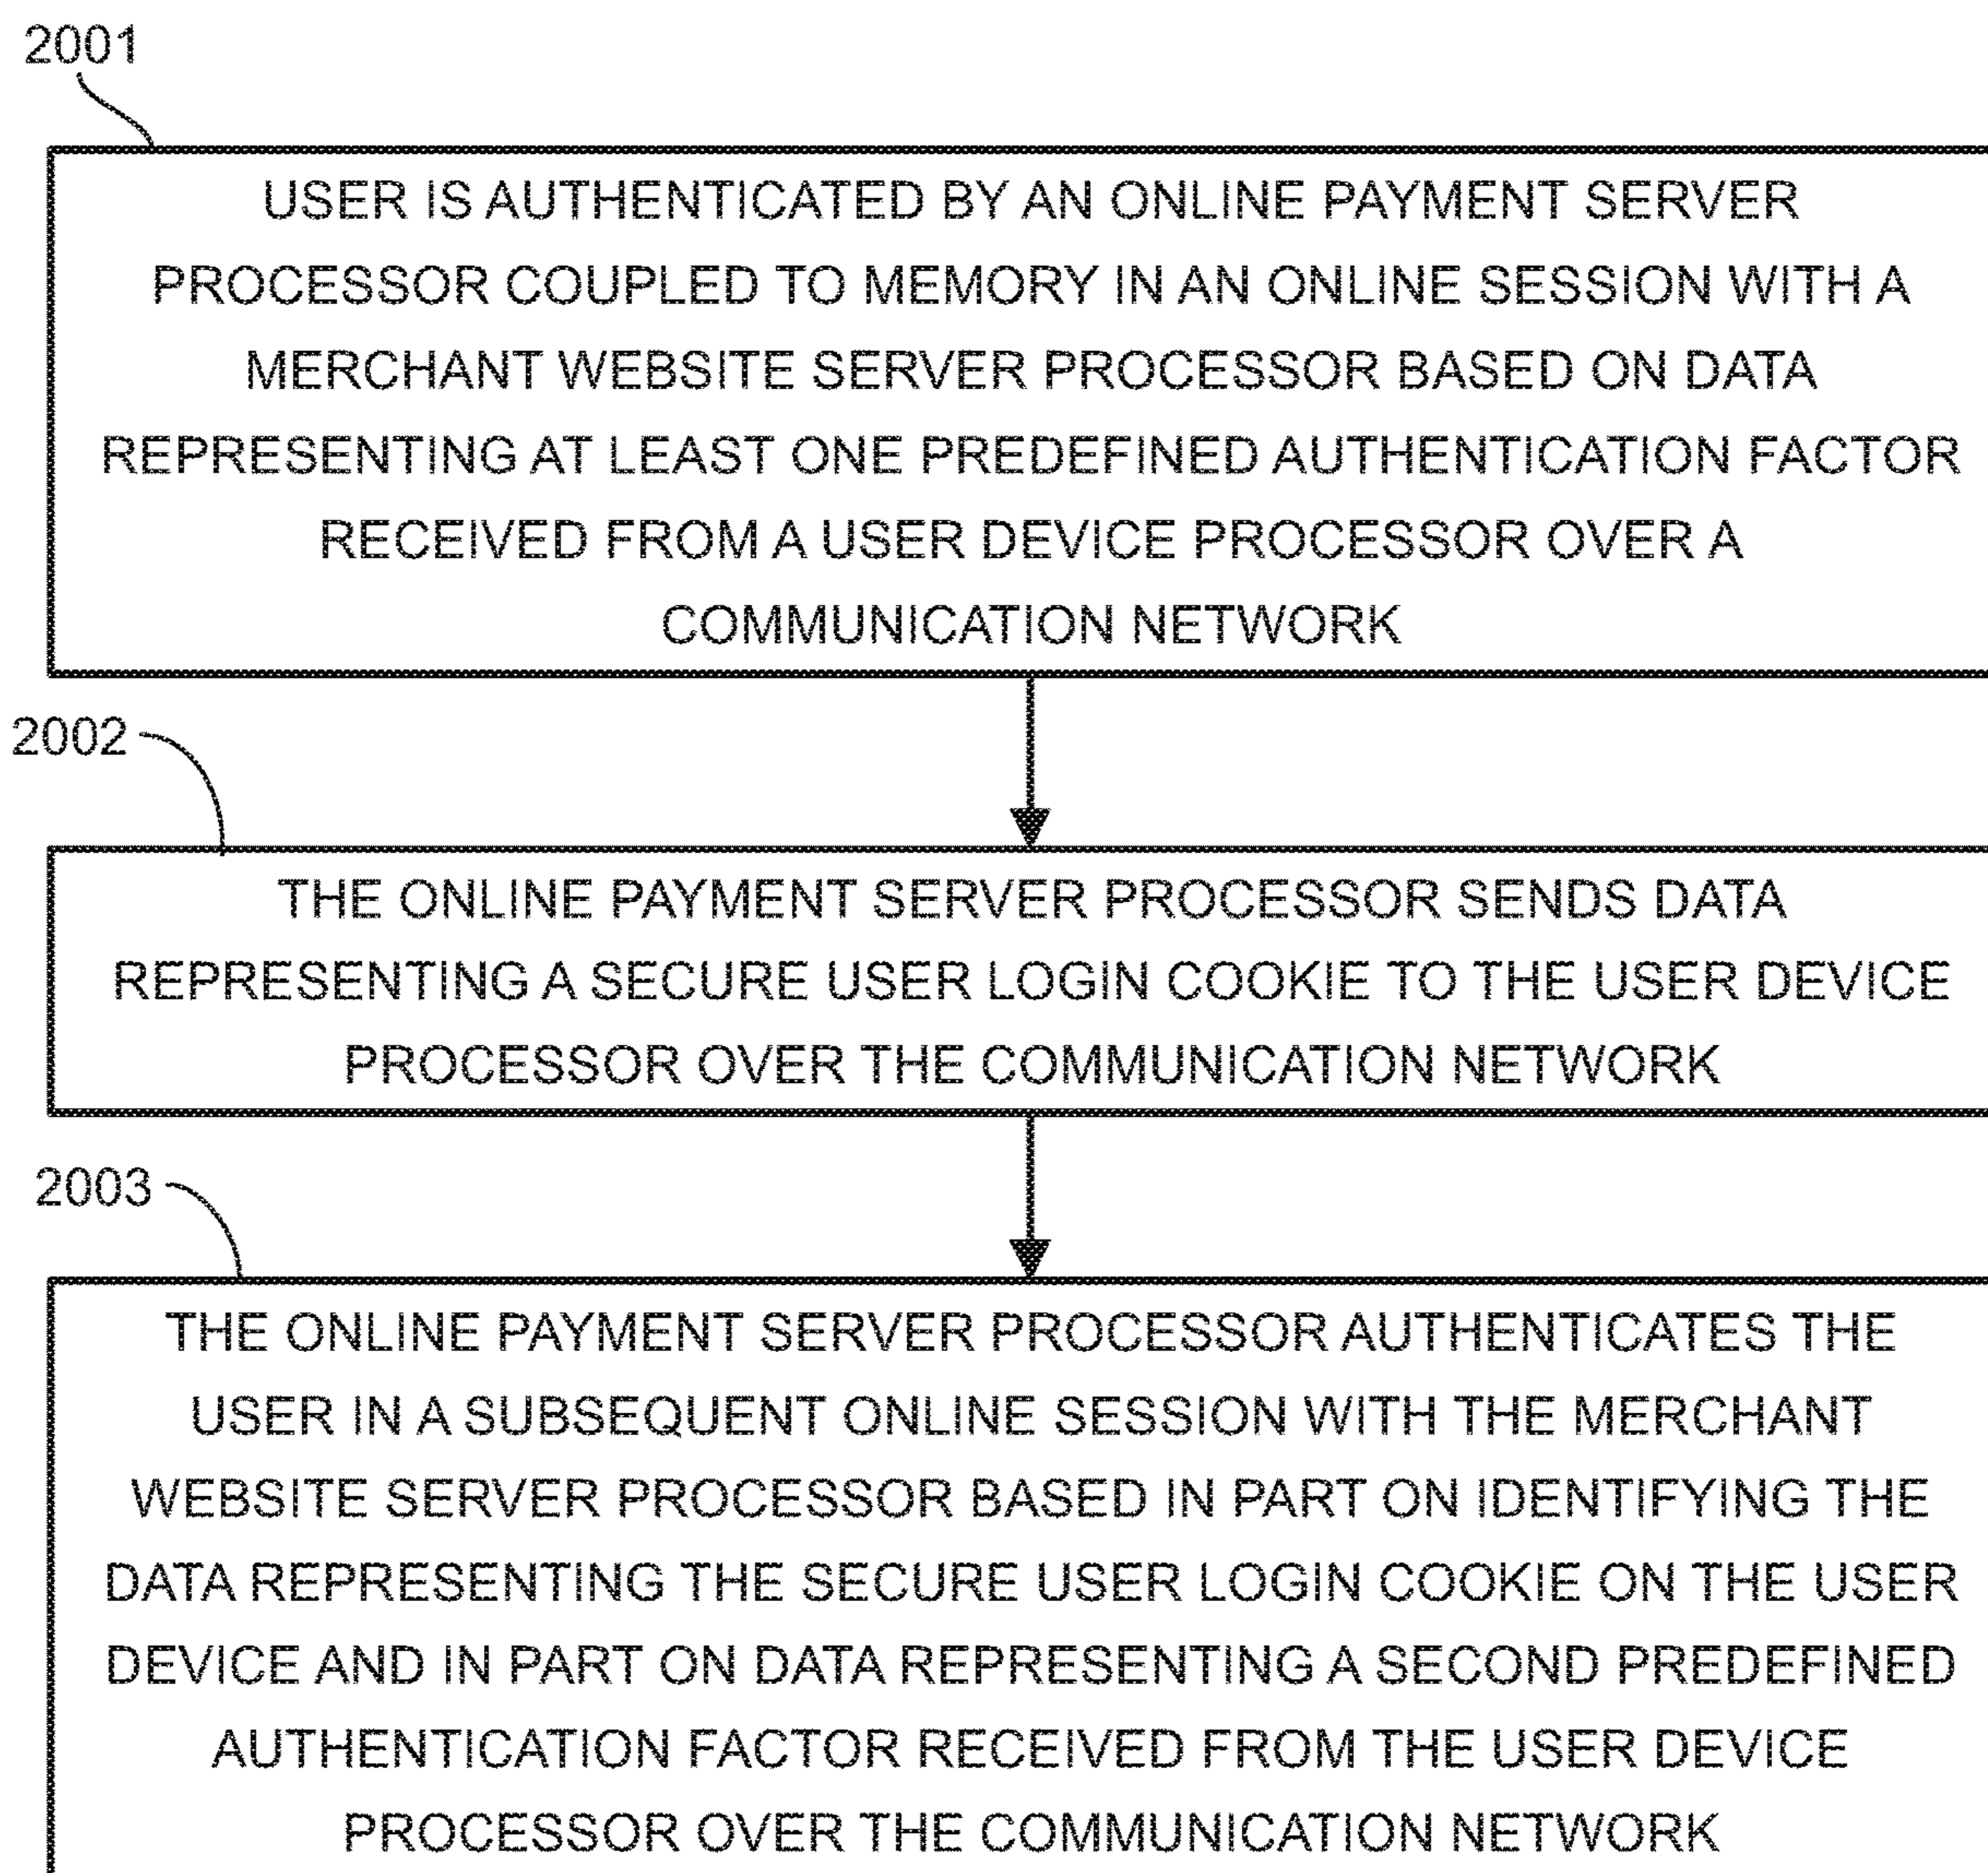 2001
USER IS AUTHENTICATED BY AN ONLINE PAYMENT SERVER
PROCESSOR COUPLED TO MEMORY IN AN ONLINE SESSION WITH A
MERCHANT WEBSITE SERVER PROCESSOR BASED ON DATA
REPRESENTING AT LEAST ONE PREDEFINED AUTHENTICATION FACTOR
RECEIVED FROM A USER DEVICE PROCESSOR OVER A
COMMUNICATION NETWORK
2002
THE ONLINE PAYMENT SERVER PROCESSOR SENDS DATA
REPRESENTING A SECURE USER LOGIN COOKIE TO THE USER DEVICE
PROCESSOR OVER THE COMMUNICATION NETWORK
2003
THE ONLINE PAYMENT SERVER PROCESSOR AUTHENTICATES THE
USER IN A SUBSEQUENT ONLINE SESSION WITH THE MERCHANT
WEBSITE SERVER PROCESSOR BASED IN PART ON IDENTIFYING THE
DATA REPRESENTING THE SECURE USER LOGIN COOKIE ON THE USER
DEVICE AND IN PART ON DATA REPRESENTING A SECOND PREDEFINED
AUTHENTICATION FACTOR RECEIVED FROM THE USER DEVICE
PROCESSOR OVER THE COMMUNICATION NETWORK